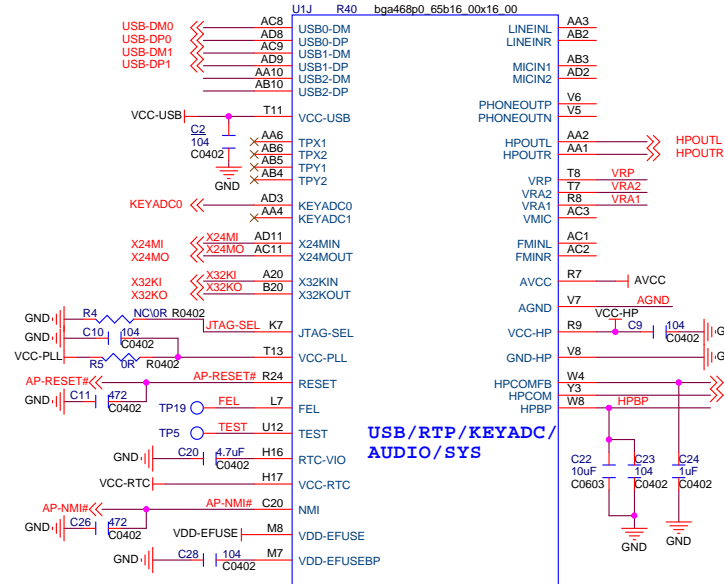 U1J R40 bga468p0_65b16_00x16_00
USB-DM0 AC8 USB0-DM LINEINL AA3
USB-DP0 AD8 USB0-DP LINEINR AB2
USB-DM1 AC9 USB1-DM
USB-DP1 AD9 USB1-DP MICIN1 AB3
AA10 USB2-DM MICIN2 AD2
AB10 USB2-DP
PHONEOUTP V6
VCC-USB T11 VCC-USB PHONEOUTN V5
C2
104
C0402
GND
AA6 TPX1 HPOUTL AA2 HPOUTL
AB6 TPX2 HPOUTR AA1 HPOUTR
AB5 TPY1
AB4 TPY2 VRP T8 VRP
VRA2 T7 VRA2
KEYADC0 AD3 KEYADC0 VRA1 R8 VRA1
AA4 KEYADC1 VMIC AC3
X24MI X24MI AD11 X24MIN FMINL AC1
X24MO X24MO AC11 X24MOUT FMINR AC2
X32KI X32KI A20 X32KIN AVCC R7 AVCC
X32KO X32KO B20 X32KOUT
AGND V7 AGND
GND R4 NC\0R R0402 VCC-HP
GND C10 104 C0402 JTAG-SEL K7 JTAG-SEL VCC-HP R9 C9 104 C0402 G
VCC-PLL R5 0R R0402 T13 VCC-PLL GND-HP V8 G
AP-RESET# AP-RESET# R24 RESET HPCOMFB W4
GND C11 472 C0402 HPCOM Y3
TP19 FEL L7 FEL HPBP W8 HPBP
TP5 TEST U12 TEST
USB/RTP/KEYADC/
AUDIO/SYS
GND C20 4.7uF C0402 H16 RTC-VIO
C22 C23 C24
10uF 104 1uF
C0603 C0402 C0402
VCC-RTC H17 VCC-RTC
AP-NMI# AP-NMI# C20 NMI
GND C26 472 C0402
GND GND
VDD-EFUSE M8 VDD-EFUSE
GND C28 104 C0402 M7 VDD-EFUSEBP